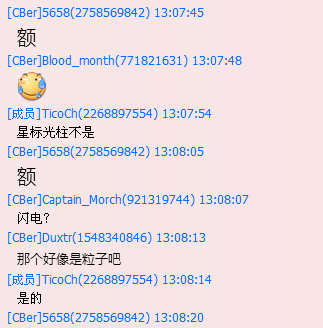 [CBer]5658(2758569842) 13:07:45
额
[CBer]Blood_month(771821631) 13:07:48
[成员]TicoCh(2268897554) 13:07:54
星标光柱不是
[CBer]5658(2758569842) 13:08:05
额
[CBer]Captain_Morch(921319744) 13:08:07
闪电？
[CBer]Duxtr(1548340846) 13:08:13
那个好像是粒子吧
[成员]TicoCh(2268897554) 13:08:14
是的
[CBer]5658(2758569842) 13:08:20